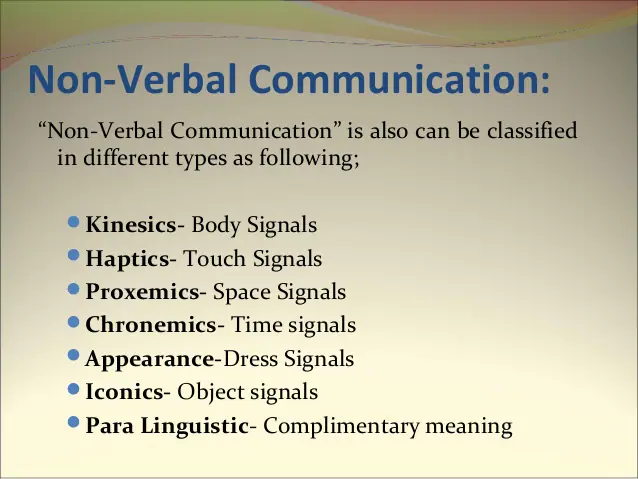 Non-Verbal Communication:
“Non-Verbal Communication” is also can be classified
in different types as following;
Kinesics- Body Signals
Haptics- Touch Signals
Proxemics- Space Signals
Chronemics- Time signals
Appearance-Dress Signals
Iconics- Object signals
Para Linguistic- Complimentary meaning